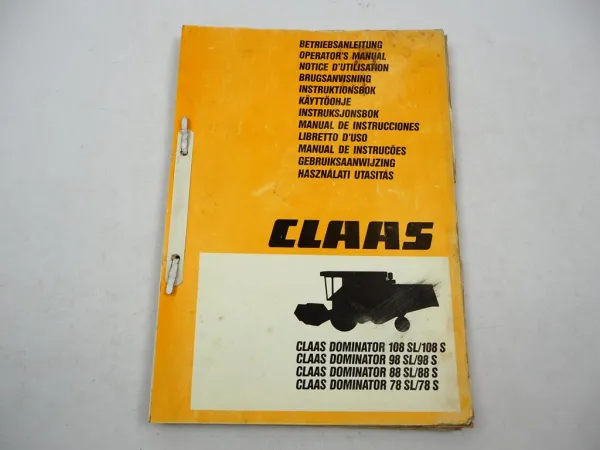 BETRIEBSANLEITUNG
OPERATOR'S MANUAL
NOTICE D'UTILISATION
BRUGSANVISNING
INSTRUKTIONSBOK
KÄYTTÖOHJE
INSTRUKSJONSBOK
MANUAL DE INSTRUCCIONES
LIBRETTO D'USO
MANUAL DE INSTRUCÕES
GEBRUIKSAANWIJZING
HASZNÁLATI UTASITÁS
CLAAS
CLAAS DOMINATOR 108 SL/108 S
CLAAS DOMINATOR 98 SL/98 S
CLAAS DOMINATOR 88 SL/88 S
CLAAS DOMINATOR 78 SL/78 S